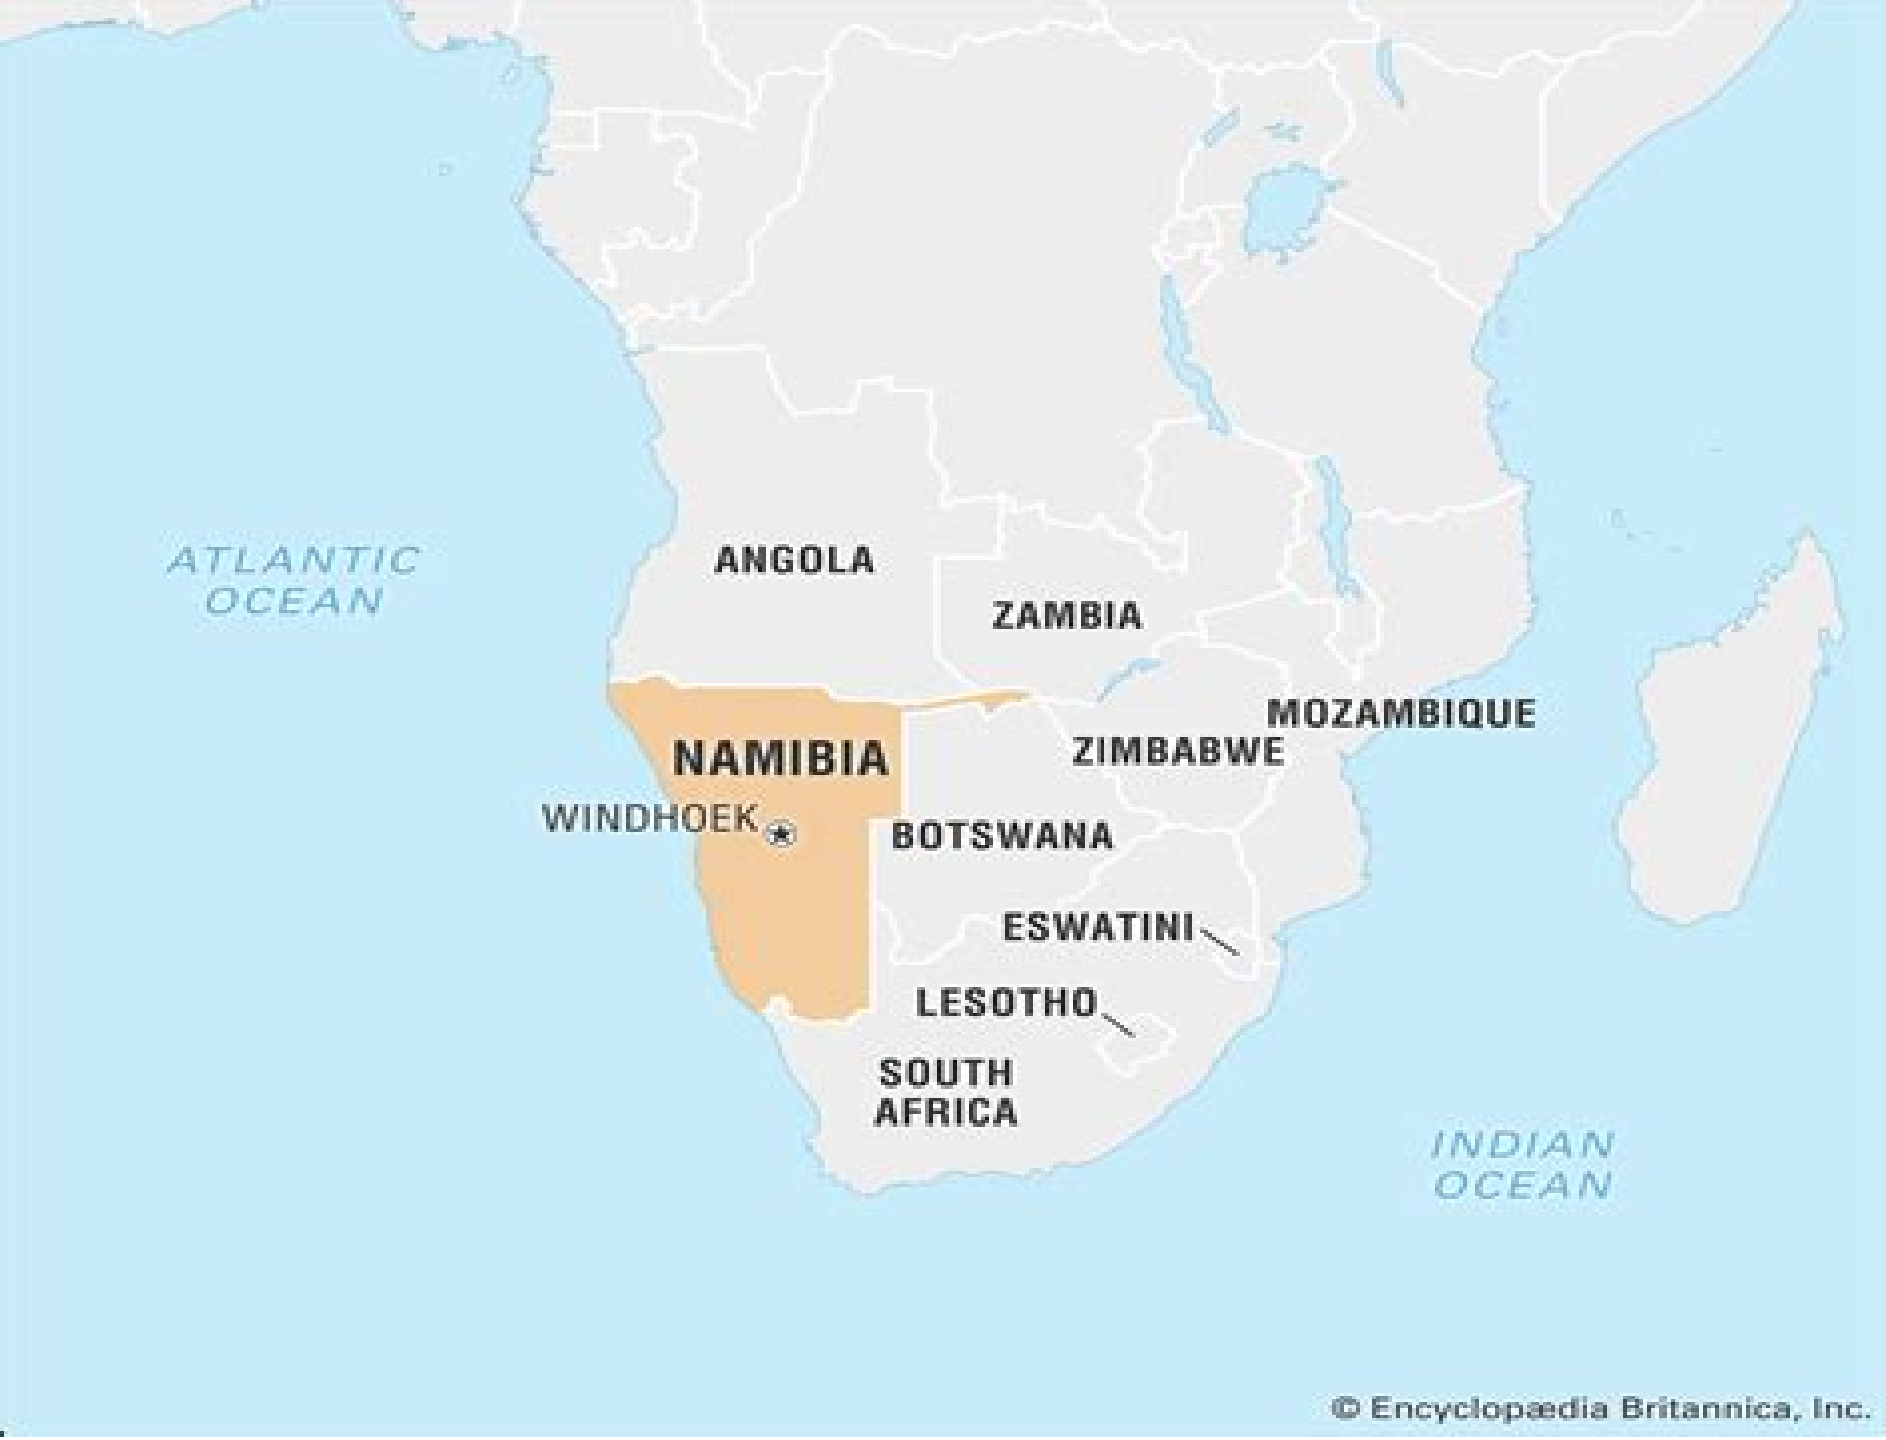 ATLANTIC
OCEAN
ANGOLA
ZAMBIA
MOZAMBIQUE
NAMIBIA
ZIMBABWE
WINDHOEK
BOTSWANA
ESWATINI
LESOTHO
SOUTH
AFRICA
INDIAN
OCEAN
© Encyclopædia Britannica, Inc.